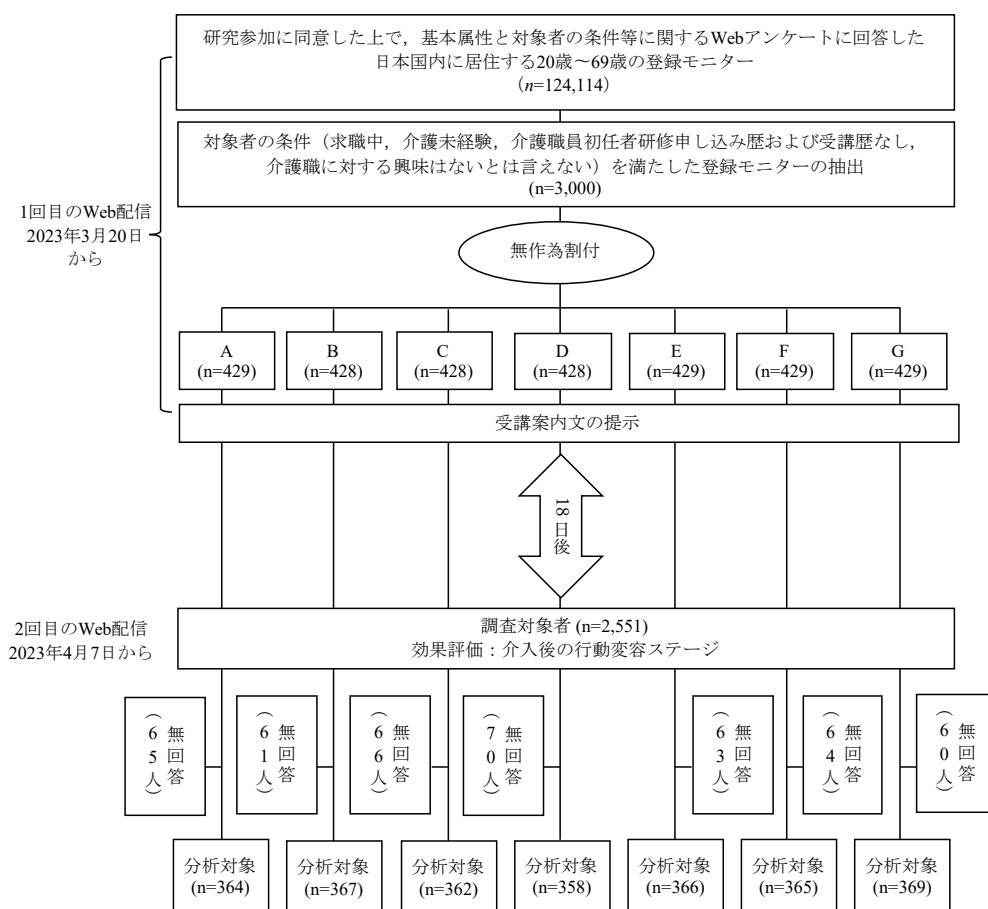 研究参加に同意した上で，基本属性と対象者の条件等に関するWebアンケートに回答した
日本国内に居住する20歳～69歳の登録モニター
（n=124,114）
対象者の条件（求職中，介護未経験，介護職員初任者研修申し込み歴および受講歴なし，
介護職に対する興味はないとは言えない）を満たした登録モニターの抽出
(n=3,000)
1回目のWeb配信
2023年3月20日
から
無作為割付
A
(n=429)
B
(n=428)
C
(n=428)
D
(n=428)
E
(n=429)
F
(n=429)
G
(n=429)
受講案内文の提示
18日後
2回目のWeb配信
2023年4月7日から
調査対象者 (n=2,551)
効果評価：介入後の行動変容ステージ
無回答
（65人）
無回答
（61人）
無回答
（66人）
無回答
（70人）
無回答
（63人）
無回答
（64人）
無回答
（60人）
分析対象
(n=364)
分析対象
(n=367)
分析対象
(n=362)
分析対象
(n=358)
分析対象
(n=366)
分析対象
(n=365)
分析対象
(n=369)